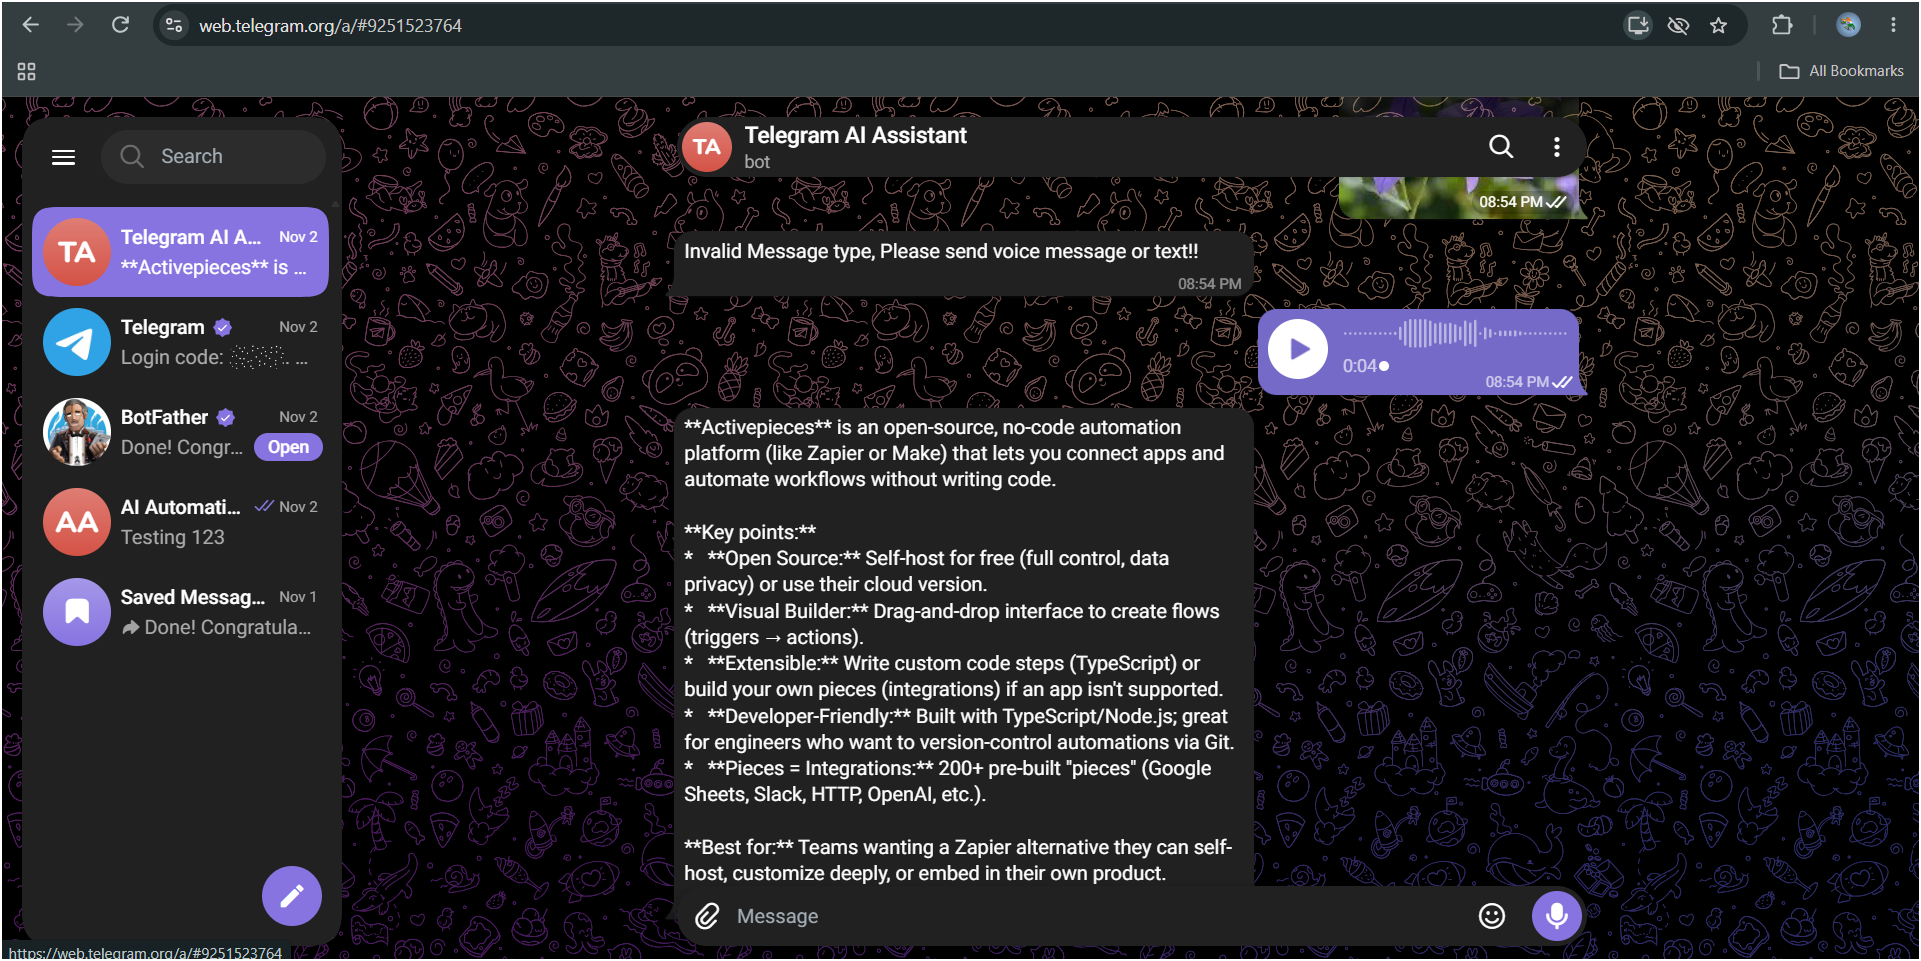 web.telegram.org/a/#9251523764
All Bookmarks
Search
TA
Telegram AI A... Nov 2
**Activepieces** is ...
Telegram Nov 2
Login code: . ...
BotFather Nov 2
Done! Congr... Open
AA
AI Automati... Nov 2
Testing 123
Saved Messag... Nov 1
Done! Congratula...
https://web.telegram.org/a/#9251523764
TA
Telegram AI Assistant
bot
08:54 PM
Invalid Message type, Please send voice message or text!!
08:54 PM
0:04
08:54 PM
**Activepieces** is an open-source, no-code automation
platform (like Zapier or Make) that lets you connect apps and
automate workflows without writing code.
**Key points:**
* **Open Source:** Self-host for free (full control, data
privacy) or use their cloud version.
* **Visual Builder:** Drag-and-drop interface to create flows
(triggers → actions).
* **Extensible:** Write custom code steps (TypeScript) or
build your own pieces (integrations) if an app isn't supported.
* **Developer-Friendly:** Built with TypeScript/Node.js; great
for engineers who want to version-control automations via Git.
* **Pieces = Integrations:** 200+ pre-built "pieces" (Google
Sheets, Slack, HTTP, OpenAI, etc.).
**Best for:** Teams wanting a Zapier alternative they can self-
host, customize deeply, or embed in their own product.
Message